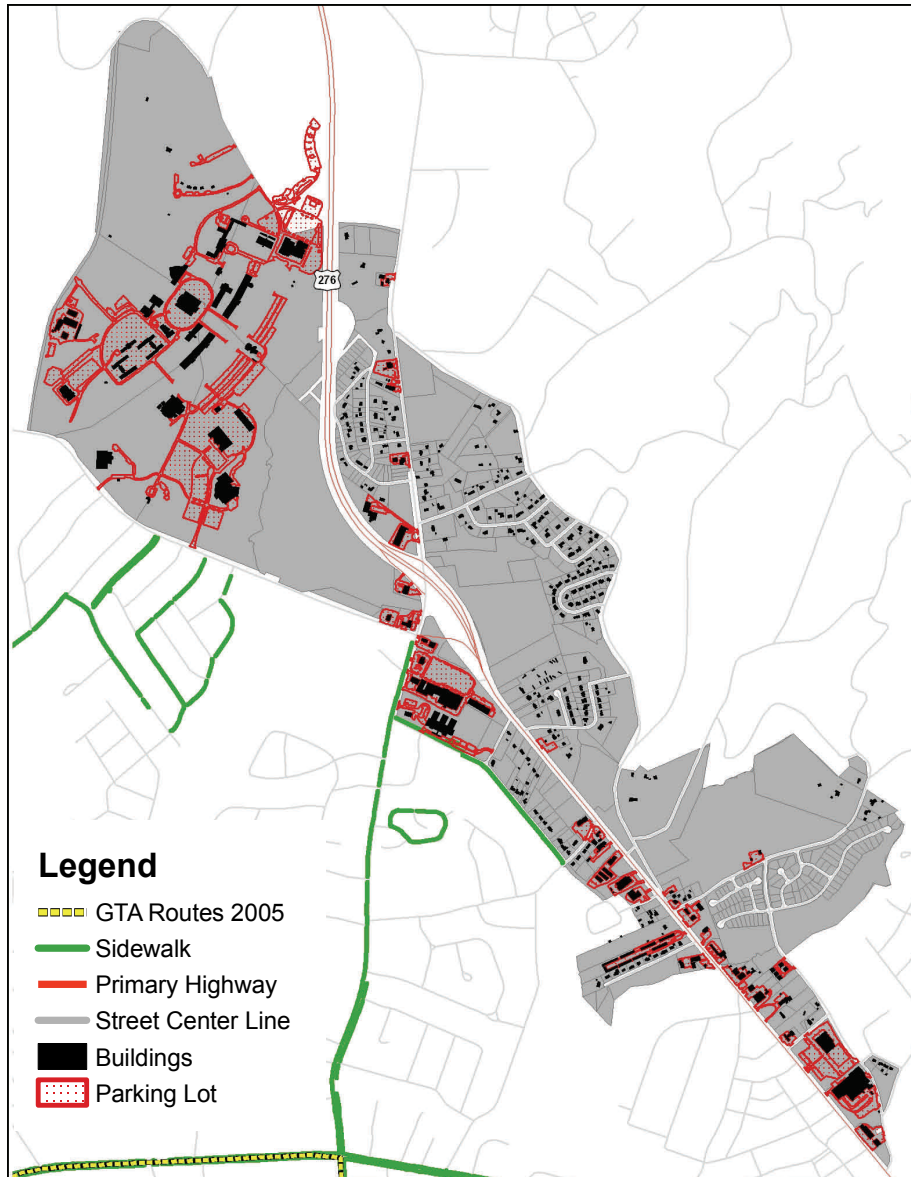 276
Legend
GTA Routes 2005
Sidewalk
Primary Highway
Street Center Line
Buildings
Parking Lot